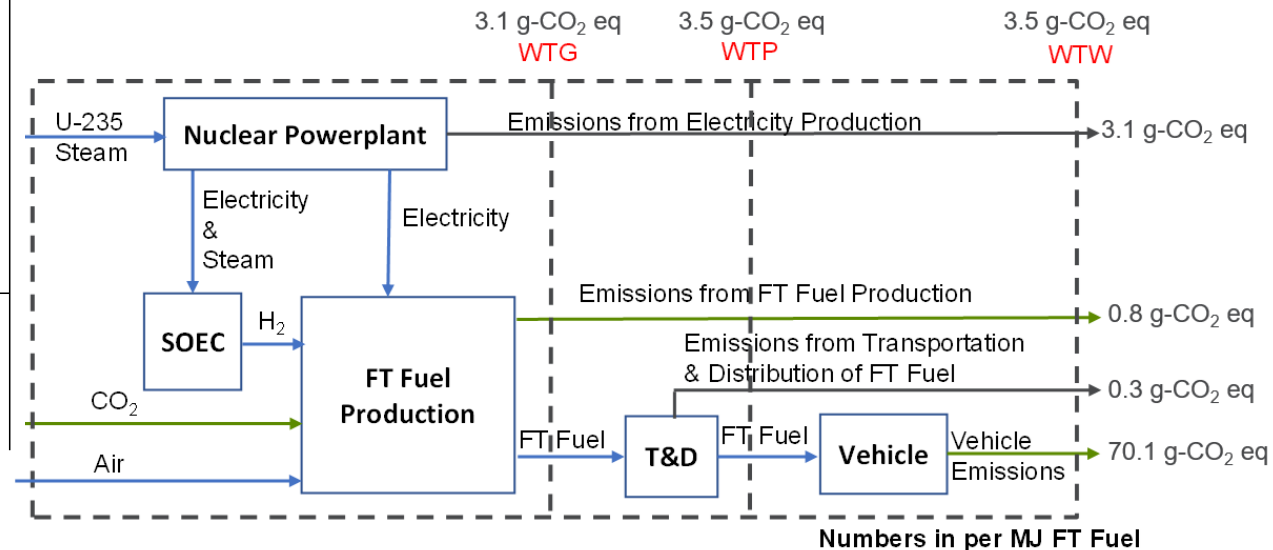 3.1 g-CO₂ eq
WTG
3.5 g-CO₂ eq
WTP
3.5 g-CO₂ eq
WTW
U-235
Steam
Nuclear Powerplant
Emissions from Electricity Production
3.1 g-CO₂ eq
Electricity
&
Steam
Electricity
SOEC
H₂
FT Fuel
Production
Emissions from FT Fuel Production
0.8 g-CO₂ eq
Emissions from Transportation
& Distribution of FT Fuel
0.3 g-CO₂ eq
CO₂
Air
FT Fuel
T&D
FT Fuel
Vehicle
Vehicle
Emissions
70.1 g-CO₂ eq
Numbers in per MJ FT Fuel